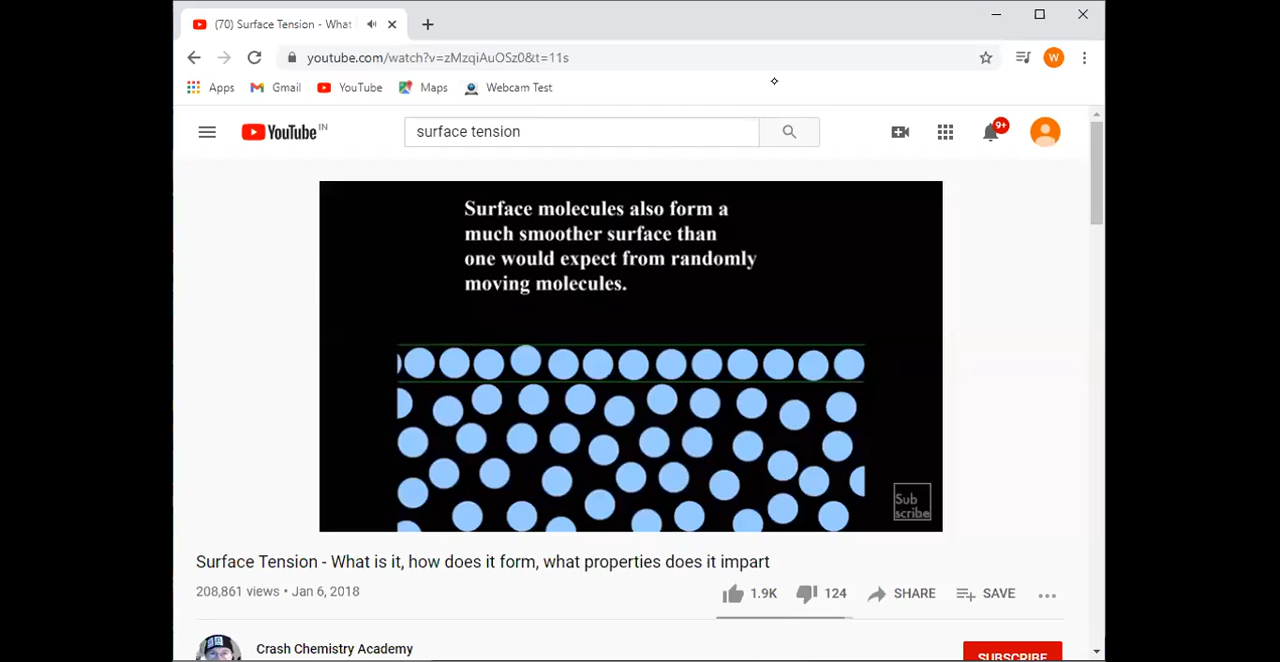 (70) Surface Tension - What
youtube.com/watch?v=zMzqiAuOSz0&t=11s
W
Apps Gmail YouTube Maps Webcam Test
YouTube IN
surface tension
9+
Surface molecules also form a
much smoother surface than
one would expect from randomly
moving molecules.
Sub
scribe
Surface Tension - What is it, how does it form, what properties does it impart
208,861 views • Jan 6, 2018
1.9K 124 SHARE SAVE
Crash Chemistry Academy
SUBSCRIBE